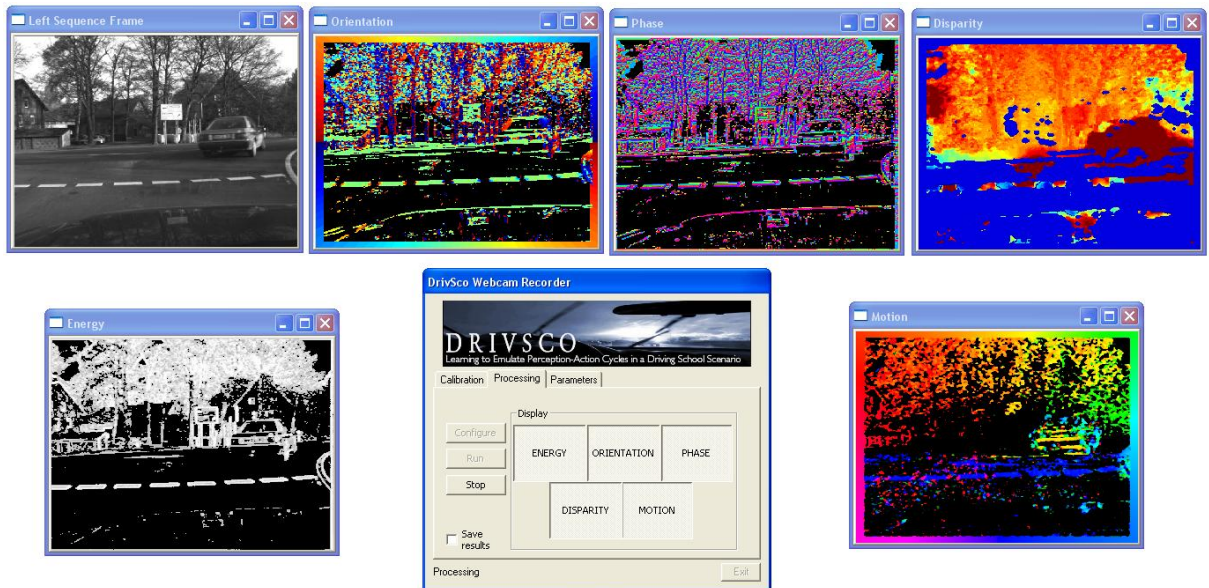 Left Sequence Frame
Orientation
Phase
Disparity
Energy
DrivSco Webcam Recorder
Motion
DRIVSCO
Learning to Emulate Perception-Action Cycles in a Driving School Scenario
Calibration Processing Parameters
Display
Configure
Run
Stop
ENERGY ORIENTATION PHASE
DISPARITY MOTION
Save
results
Processing
Exit